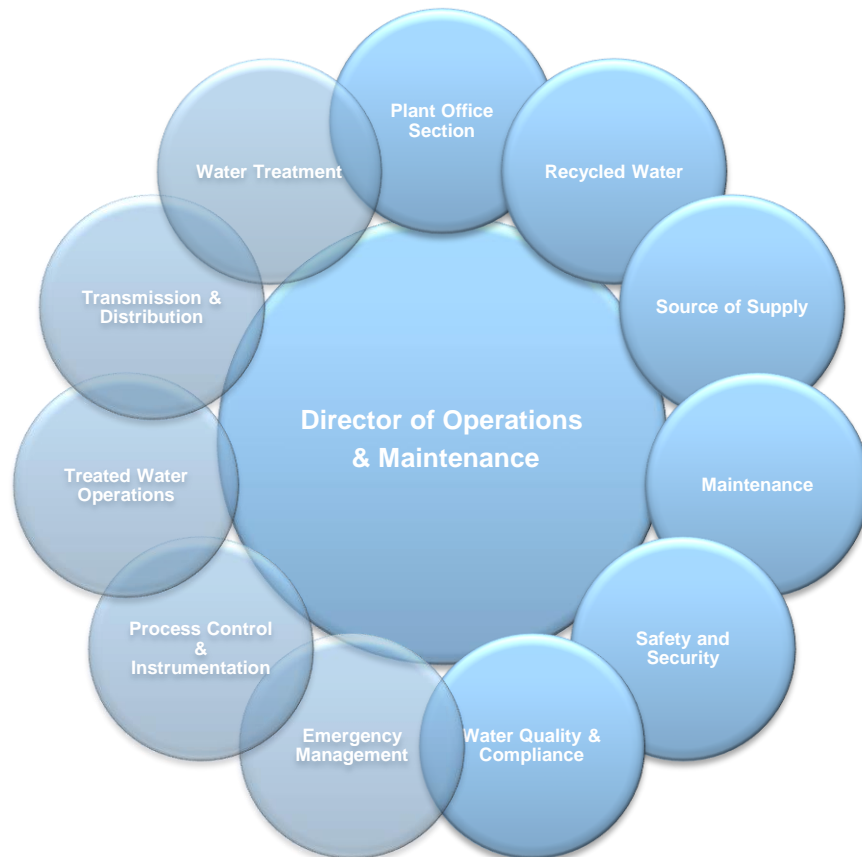 Plant Office
Section
Recycled Water
Source of Supply
Maintenance
Safety and
Security
Water Quality &
Compliance
Emergency
Management
Process Control
&
Instrumentation
Treated Water
Operations
Transmission &
Distribution
Water Treatment
Director of Operations
& Maintenance